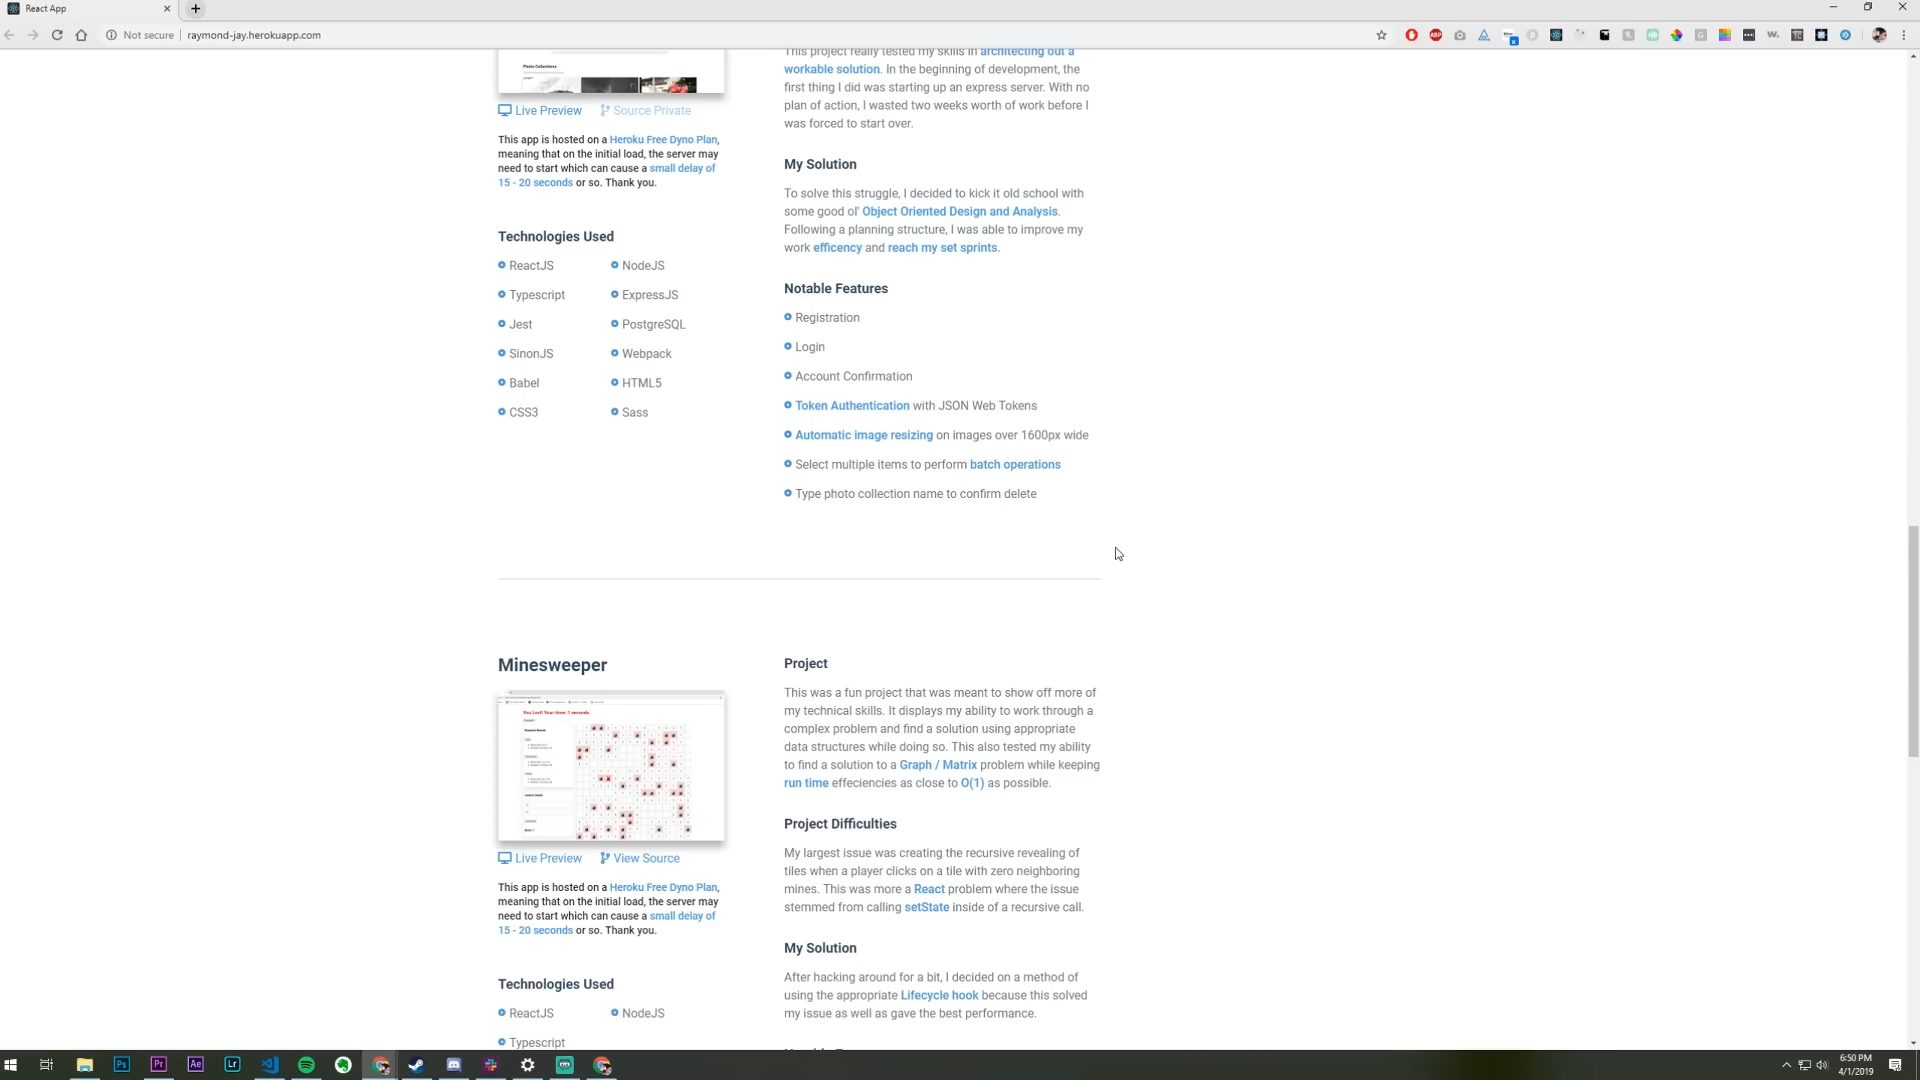 React App
Not secure
raymond-jay.herokuapp.com
Photo Collections
Live Preview
Source Private
This app is hosted on a Heroku Free Dyno Plan,
meaning that on the initial load, the server may
need to start which can cause a small delay of
15 - 20 seconds or so. Thank you.
Technologies Used
ReactJS
NodeJS
Typescript
ExpressJS
Jest
PostgreSQL
SinonJS
Webpack
Babel
HTML5
CSS3
Sass
This project really tested my skills in architecting out a
workable solution. In the beginning of development, the
first thing I did was starting up an express server. With no
plan of action, I wasted two weeks worth of work before I
was forced to start over.
My Solution
To solve this struggle, I decided to kick it old school with
some good ol' Object Oriented Design and Analysis.
Following a planning structure, I was able to improve my
work efficency and reach my set sprints.
Notable Features
Registration
Login
Account Confirmation
Token Authentication with JSON Web Tokens
Automatic image resizing on images over 1600px wide
Select multiple items to perform batch operations
Type photo collection name to confirm delete
Minesweeper
You Lost! Your time: 1 seconds.
Live Preview
View Source
This app is hosted on a Heroku Free Dyno Plan,
meaning that on the initial load, the server may
need to start which can cause a small delay of
15 - 20 seconds or so. Thank you.
Technologies Used
ReactJS
NodeJS
Typescript
Project
This was a fun project that was meant to show off more of
my technical skills. It displays my ability to work through a
complex problem and find a solution using appropriate
data structures while doing so. This also tested my ability
to find a solution to a Graph / Matrix problem while keeping
run time effeciencies as close to O(1) as possible.
Project Difficulties
My largest issue was creating the recursive revealing of
tiles when a player clicks on a tile with zero neighboring
mines. This was more a React problem where the issue
stemmed from calling setState inside of a recursive call.
My Solution
After hacking around for a bit, I decided on a method of
using the appropriate Lifecycle hook because this solved
my issue as well as gave the best performance.
Ps
Pr
Ae
Lr
6:50 PM
4/1/2019